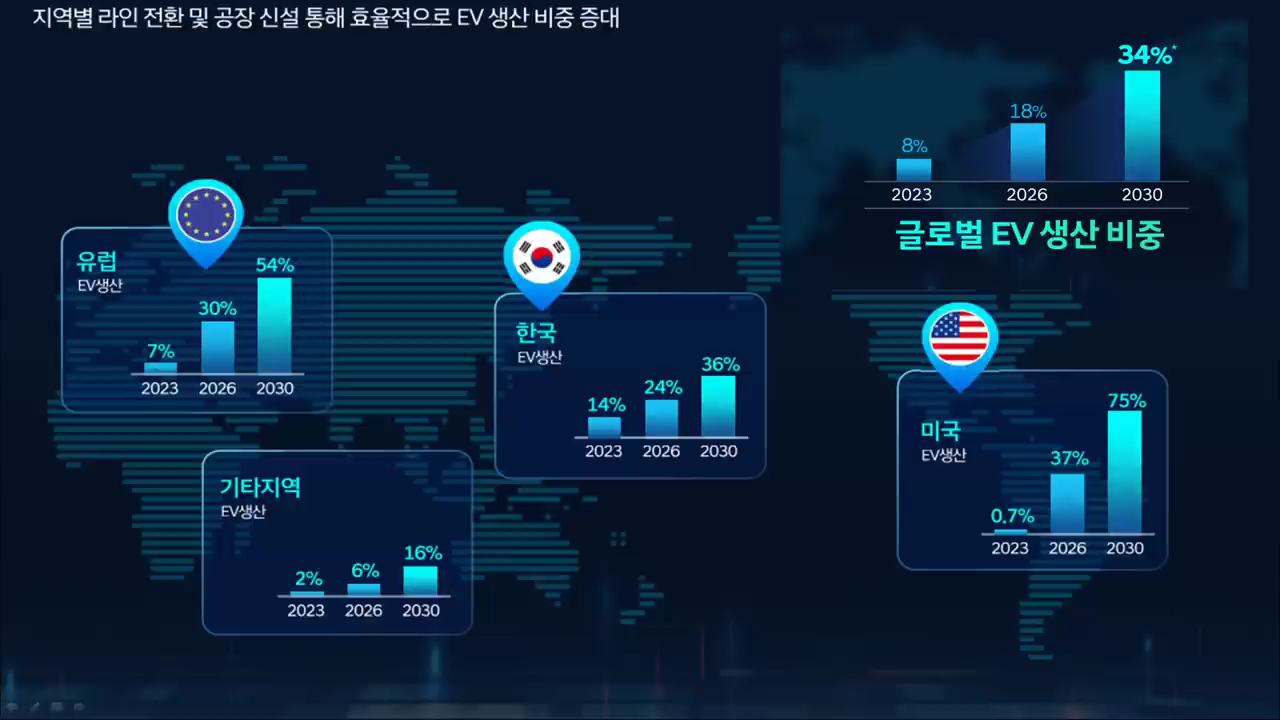 지역별 라인 전환 및 공장 신설 통해 효율적으로 EV 생산 비중 증대
34%*
18%
8%
2023 2026 2030
글로벌 EV 생산 비중
유럽
EV생산
54%
30%
7%
2023 2026 2030
한국
EV생산
36%
24%
14%
2023 2026 2030
미국
EV생산
75%
37%
0.7%
2023 2026 2030
기타지역
EV생산
16%
6%
2%
2023 2026 2030